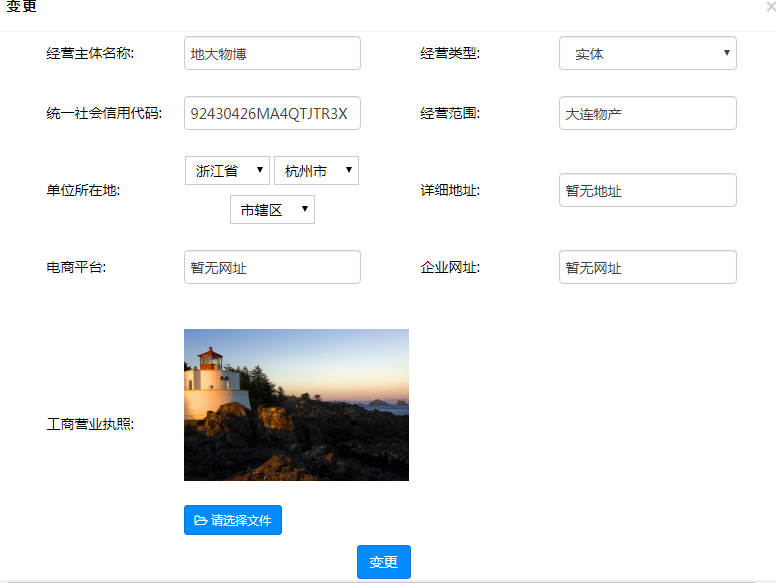 变更
经营主体名称: 地大物博 经营类型: 实体
统一社会信用代码: 92430426MA4QTJTR3X 经营范围: 大连物产
浙江省 杭州市
单位所在地: 详细地址: 暂无地址
市辖区
电商平台: 暂无网址 企业网址: 暂无网址
工商营业执照:
请选择文件
变更